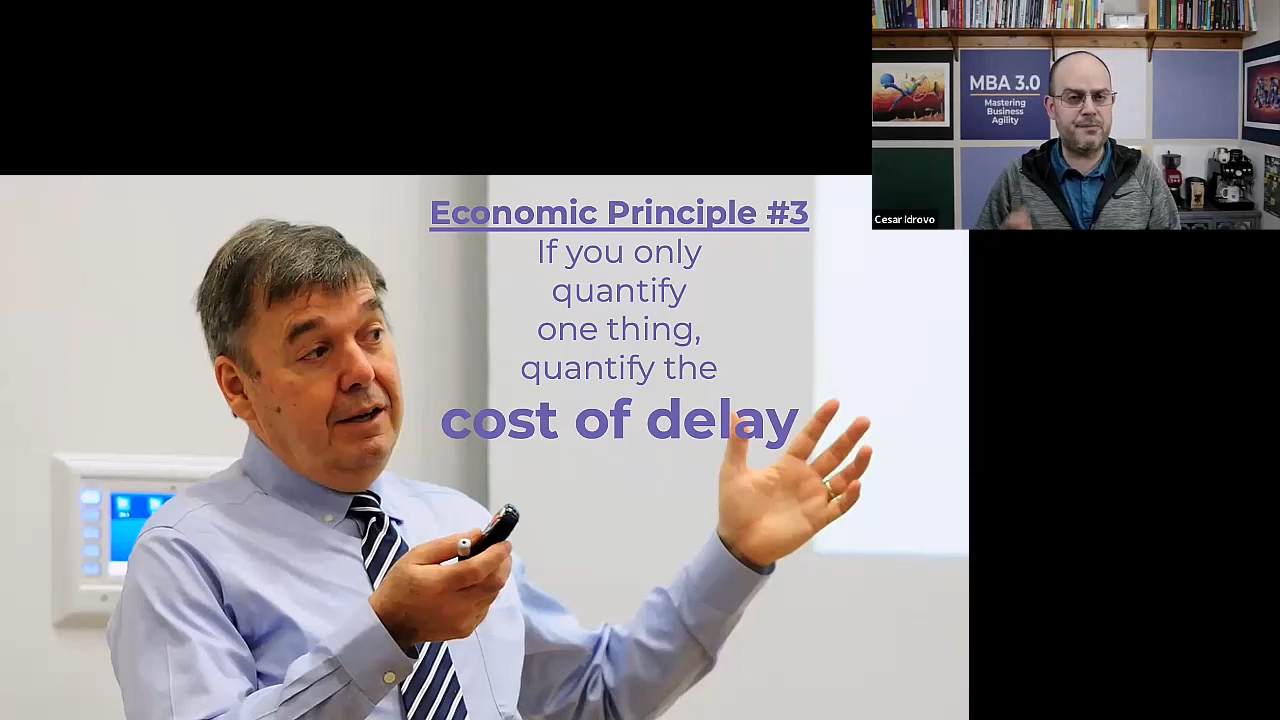 Economic Principle #3
If you only
quantify
one thing,
quantify the
cost of delay
MBA 3.0
Mastering
Business
Agility
Cesar Idrovo